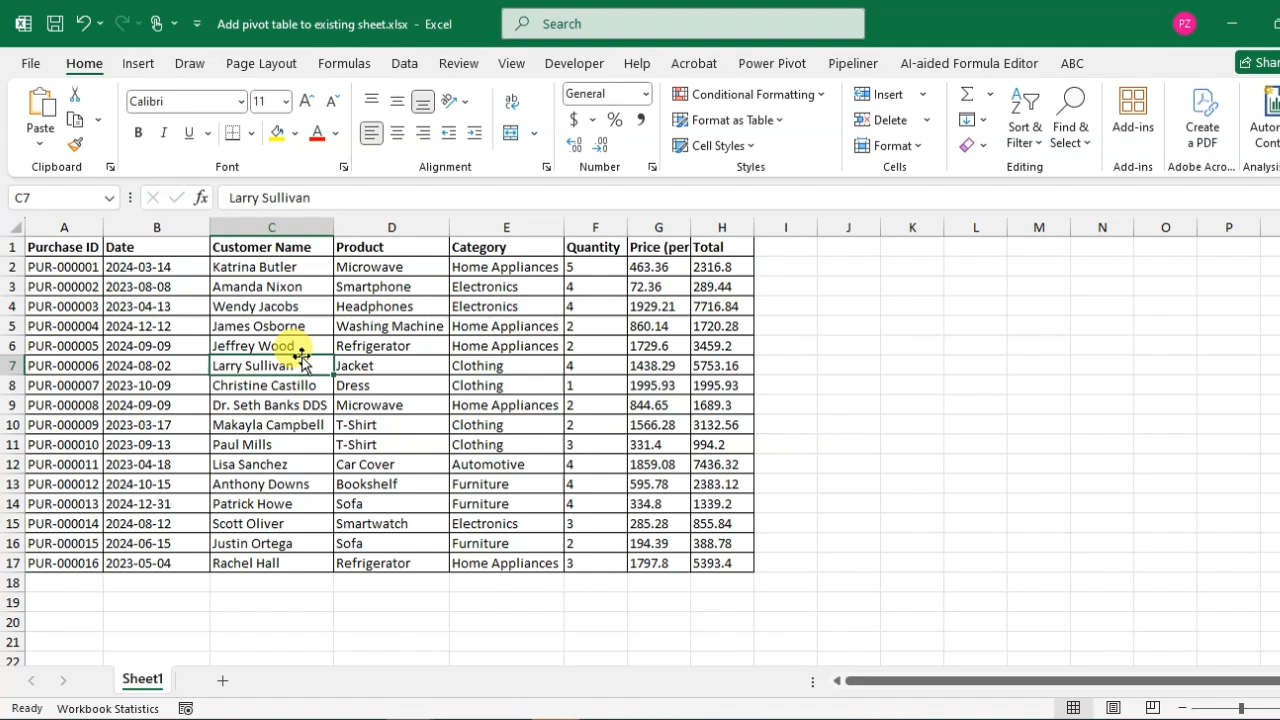 Add pivot table to existing sheet.xlsx - Excel
Search
PZ
File Home Insert Draw Page Layout Formulas Data Review View Developer Help Acrobat Power Pivot Pipeliner AI-aided Formula Editor ABC Shar
Paste
Clipboard
Calibri 11
B I U
Font
Alignment
General
$ % 9
Number
Conditional Formatting
Format as Table
Cell Styles
Styles
Insert
Delete
Format
Cells
Sort & Filter
Find & Select
Editing
Add-ins
Add-ins
Create a PDF
Adobe Acro...
Autom
Cont
Analysis
C7 fx Larry Sullivan
A B C D E F G H I J K L M N O P
1 Purchase ID Date Customer Name Product Category Quantity Price (per Total
2 PUR-000001 2024-03-14 Katrina Butler Microwave Home Appliances 5 463.36 2316.8
3 PUR-000002 2023-08-08 Amanda Nixon Smartphone Electronics 4 72.36 289.44
4 PUR-000003 2023-04-13 Wendy Jacobs Headphones Electronics 4 1929.21 7716.84
5 PUR-000004 2024-12-12 James Osborne Washing Machine Home Appliances 2 860.14 1720.28
6 PUR-000005 2024-09-09 Jeffrey Wood Refrigerator Home Appliances 2 1729.6 3459.2
7 PUR-000006 2024-08-02 Larry Sullivan Jacket Clothing 4 1438.29 5753.16
8 PUR-000007 2023-10-09 Christine Castillo Dress Clothing 1 1995.93 1995.93
9 PUR-000008 2024-09-09 Dr. Seth Banks DDS Microwave Home Appliances 2 844.65 1689.3
10 PUR-000009 2023-03-17 Makayla Campbell T-Shirt Clothing 2 1566.28 3132.56
11 PUR-000010 2023-09-13 Paul Mills T-Shirt Clothing 3 331.4 994.2
12 PUR-000011 2023-04-18 Lisa Sanchez Car Cover Automotive 4 1859.08 7436.32
13 PUR-000012 2024-10-15 Anthony Downs Bookshelf Furniture 4 595.78 2383.12
14 PUR-000013 2024-12-31 Patrick Howe Sofa Furniture 4 334.8 1339.2
15 PUR-000014 2024-08-12 Scott Oliver Smartwatch Electronics 3 285.28 855.84
16 PUR-000015 2024-06-15 Justin Ortega Sofa Furniture 2 194.39 388.78
17 PUR-000016 2023-05-04 Rachel Hall Refrigerator Home Appliances 3 1797.8 5393.4
18
19
20
21
22
Sheet1
Ready Workbook Statistics